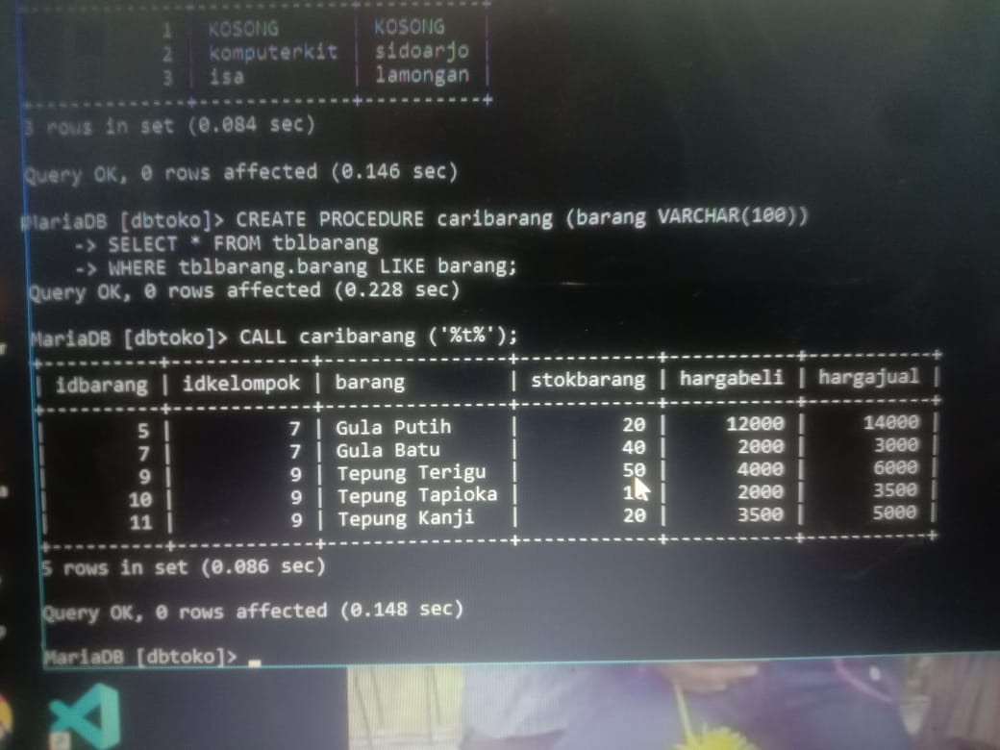 1 | KOSONG | KOSONG |
2 | komputerkit | sidoarjo |
3 | isa | lamongan |
3 rows in set (0.084 sec)
Query OK, 0 rows affected (0.146 sec)
MariaDB [dbtoko]> CREATE PROCEDURE caribarang (barang VARCHAR(100))
-> SELECT * FROM tblbarang
-> WHERE tblbarang.barang LIKE barang;
Query OK, 0 rows affected (0.228 sec)
MariaDB [dbtoko]> CALL caribarang ('%t%');
| idbarang | idkelompok | barang | stokbarang | hargabeli | hargajual |
| 5 | 7 | Gula Putih | 20 | 12000 | 14000 |
| 7 | 7 | Gula Batu | 40 | 2000 | 3000 |
| 9 | 9 | Tepung Terigu | 50 | 4000 | 6000 |
| 10 | 9 | Tepung Tapioka | | 2000 | 3500 |
| 11 | 9 | Tepung Kanji | 20 | 3500 | 5000 |
5 rows in set (0.086 sec)
Query OK, 0 rows affected (0.148 sec)
MariaDB [dbtoko]>